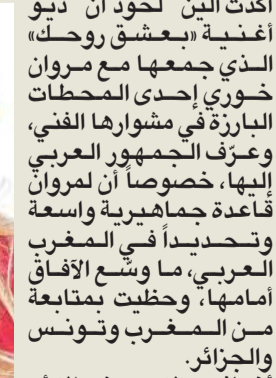 أكدت ألين لحود أن ديو
أغنية «بعشق روحك»
الذي جمعها مع مروان
خوري إحدى المحطات
البارزة في مشوارها الفني،
وعرّف الجمهور العربي
إليها، خصوصاً أن لمروان
قاعدة جماهيرية واسعة
وتحديداً في المغرب
العربي، ما وسّع الآفاق
أمامها، وحظيت بمتابعة
من المغرب وتونس
والجزائر.